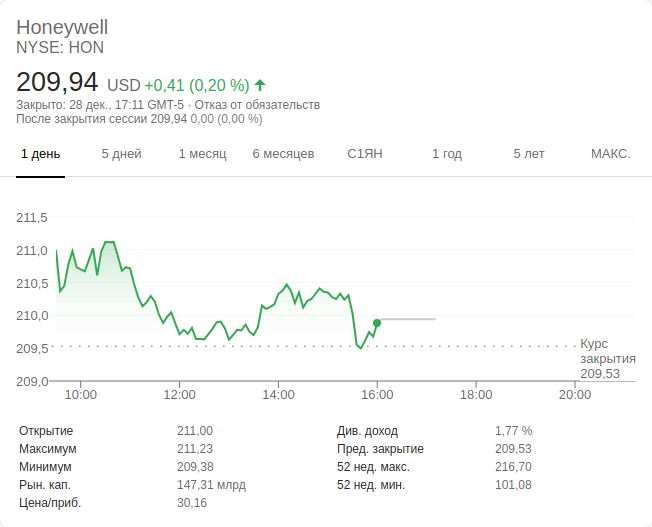 Honeywell
NYSE: HON
209,94 USD +0,41 (0,20 %)
Закрыто: 28 дек., 17:11 GMT-5 · Отказ от обязательств
После закрытия сессии 209,94 0,00 (0,00 %)
1 день 5 дней 1 месяц 6 месяцев С1ЯН 1 год 5 лет МАКС.
211,5
211,0
210,5
210,0
209,5
209,0
Курс
закрытия
209,53
10:00 12:00 14:00 16:00 18:00 20:00
Открытие 211,00 Див. доход 1,77 %
Максимум 211,23 Пред. закрытие 209,53
Минимум 209,38 52 нед. макс. 216,70
Рын. кап. 147,31 млрд 52 нед. мин. 101,08
Цена/приб. 30,16